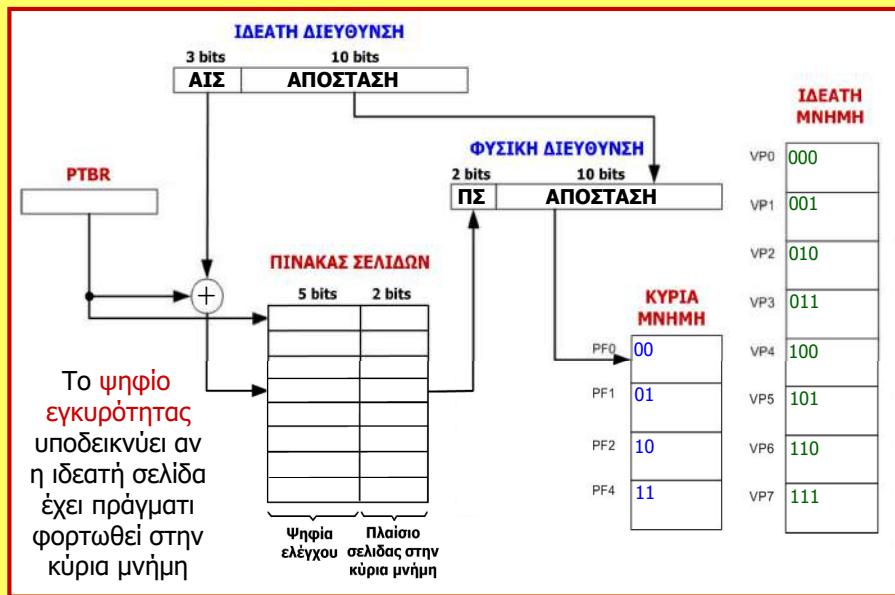 ΙΔΕΑΤΗ ΔΙΕΥΘΥΝΣΗ
3 bits 10 bits
ΑΙΣ ΑΠΟΣΤΑΣΗ
ΦΥΣΙΚΗ ΔΙΕΥΘΥΝΣΗ
2 bits 10 bits
ΠΣ ΑΠΟΣΤΑΣΗ
PTBR
+
ΠΙΝΑΚΑΣ ΣΕΛΙΔΩΝ
5 bits 2 bits
Ψηφία
ελέγχου
Πλαίσιο
σελιδας στην
κύρια μνήμη
Το ψηφίο
εγκυρότητας
υποδεικνύει αν
η ιδεατή σελίδα
έχει πράγματι
φορτωθεί στην
κύρια μνήμη
ΚΥΡΙΑ
ΜΝΗΜΗ
PF0 00
PF1 01
PF2 10
PF4 11
ΙΔΕΑΤΗ
ΜΝΗΜΗ
VP0 000
VP1 001
VP2 010
VP3 011
VP4 100
VP5 101
VP6 110
VP7 111